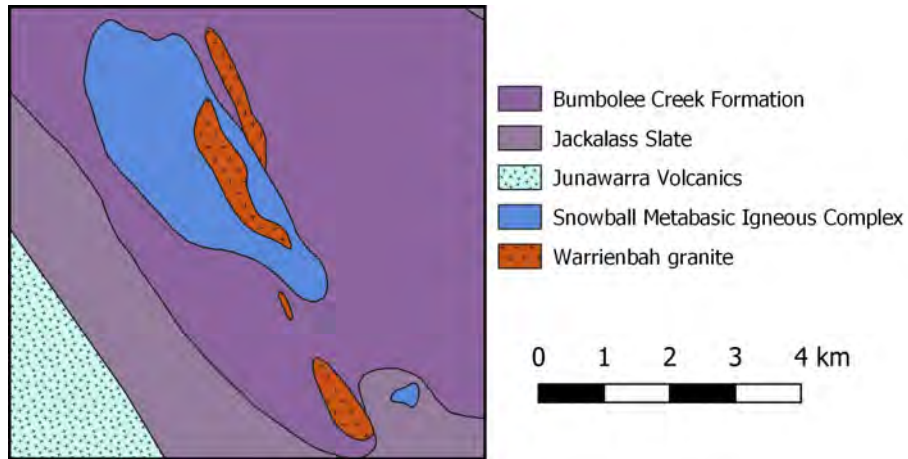 Bumbolee Creek Formation
Jackalass Slate
Junawarra Volcanics
Snowball Metabasic Igneous Complex
Warrienbah granite
0 1 2 3 4 km